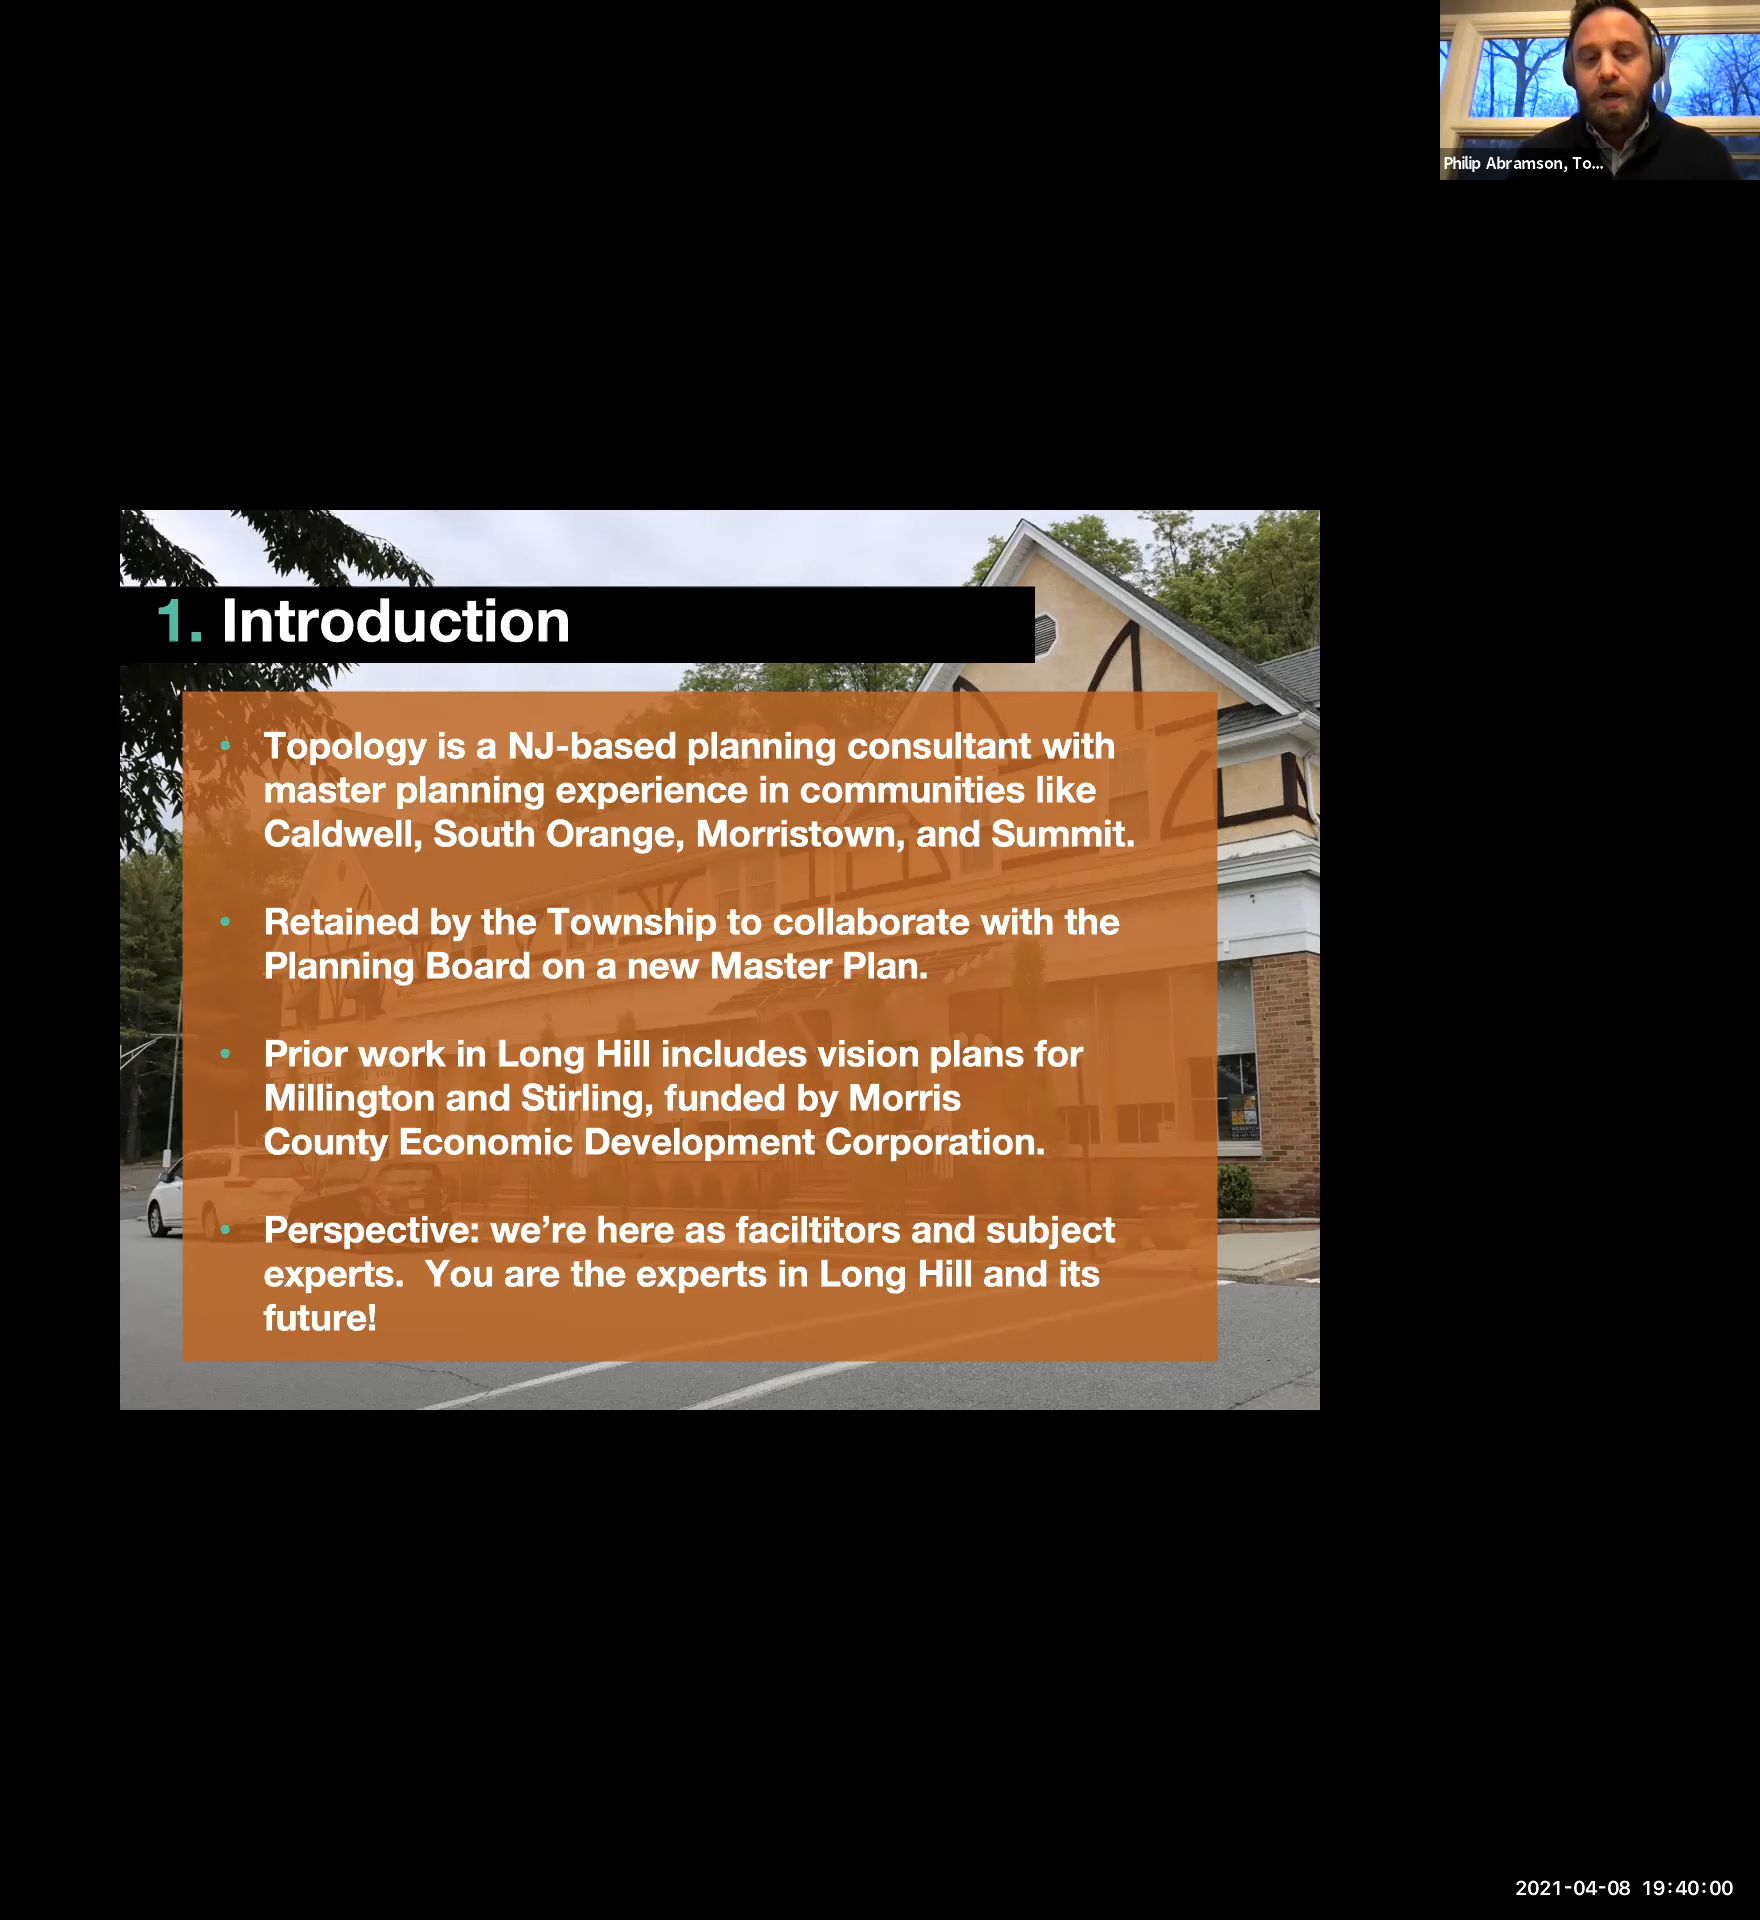 Philip Abramson, To...
1. Introduction
• Topology is a NJ-based planning consultant with
master planning experience in communities like
Caldwell, South Orange, Morristown, and Summit.
• Retained by the Township to collaborate with the
Planning Board on a new Master Plan.
• Prior work in Long Hill includes vision plans for
Millington and Stirling, funded by Morris
County Economic Development Corporation.
• Perspective: we’re here as faciltitors and subject
experts.  You are the experts in Long Hill and its
future!
2021-04-08 19:40:00